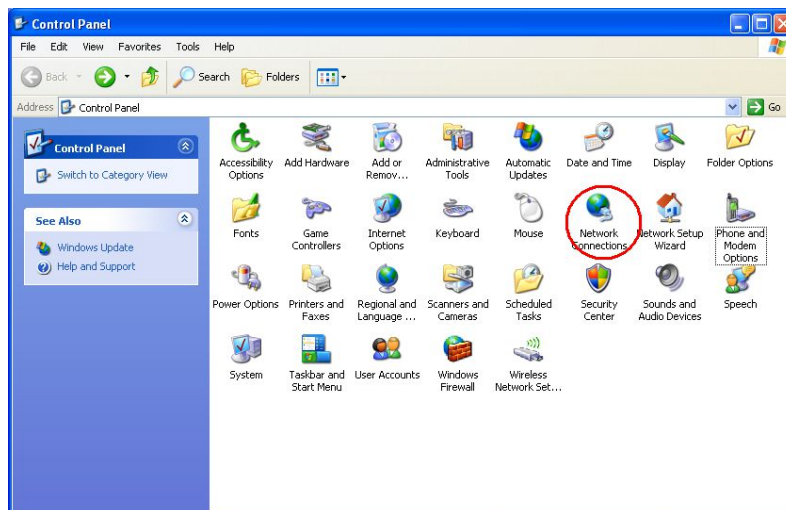 Control Panel
File Edit View Favorites Tools Help
Back Search Folders
Address Control Panel Go
Control Panel
Switch to Category View
See Also
Windows Update
Help and Support
Accessibility Options
Add Hardware
Add or Remov...
Administrative Tools
Automatic Updates
Date and Time
Display
Folder Options
Fonts
Game Controllers
Internet Options
Keyboard
Mouse
Network Connections
Network Setup Wizard
Phone and Modem Options
Power Options
Printers and Faxes
Regional and Language ...
Scanners and Cameras
Scheduled Tasks
Security Center
Sounds and Audio Devices
Speech
System
Taskbar and Start Menu
User Accounts
Windows Firewall
Wireless Network Set...